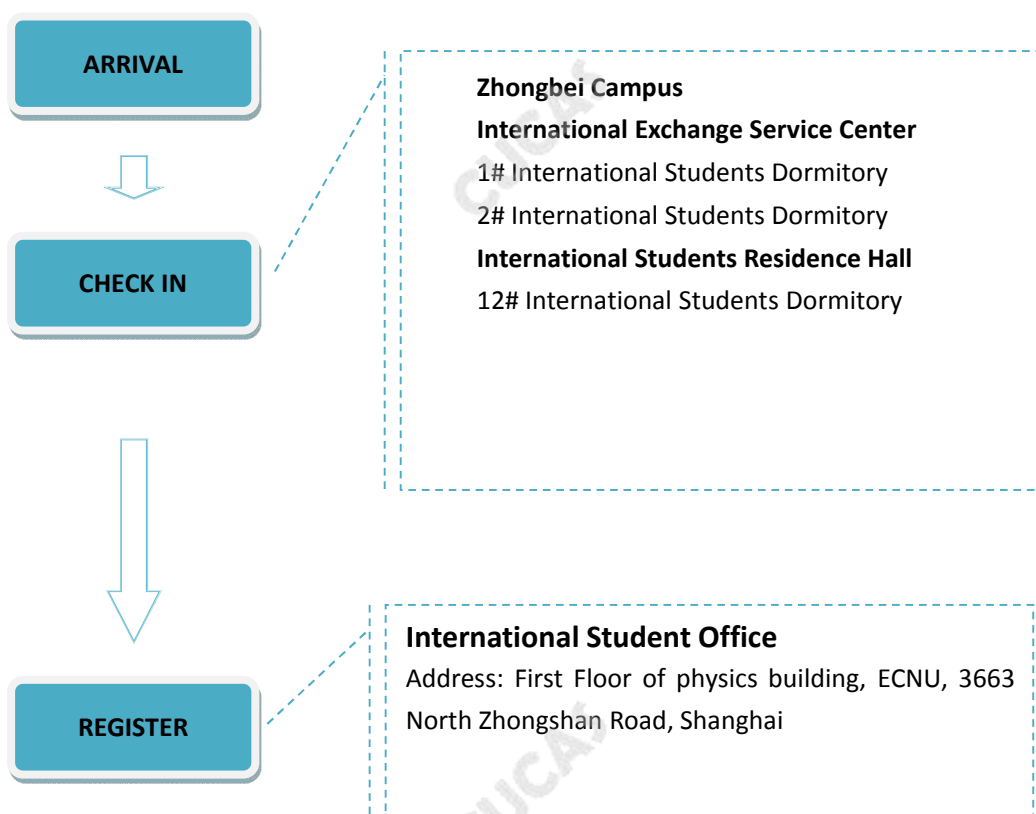 ARRIVAL
Zhongbei Campus
International Exchange Service Center
1# International Students Dormitory
2# International Students Dormitory
International Students Residence Hall
12# International Students Dormitory
CHECK IN
International Student Office
Address: First Floor of physics building, ECNU, 3663
North Zhongshan Road, Shanghai
REGISTER
CUCAS
CUCAS